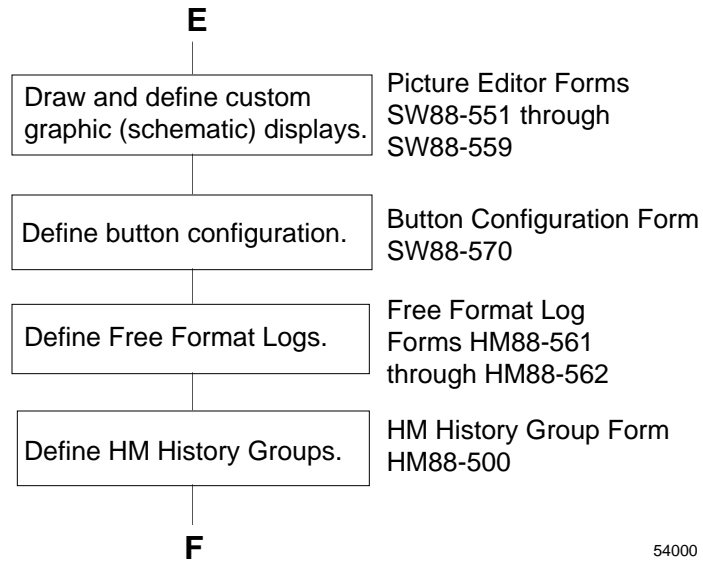 E
Draw and define custom
graphic (schematic) displays.
Picture Editor Forms
SW88-551 through
SW88-559
Define button configuration.
Button Configuration Form
SW88-570
Define Free Format Logs.
Free Format Log
Forms HM88-561
through HM88-562
Define HM History Groups.
HM History Group Form
HM88-500
F
54000